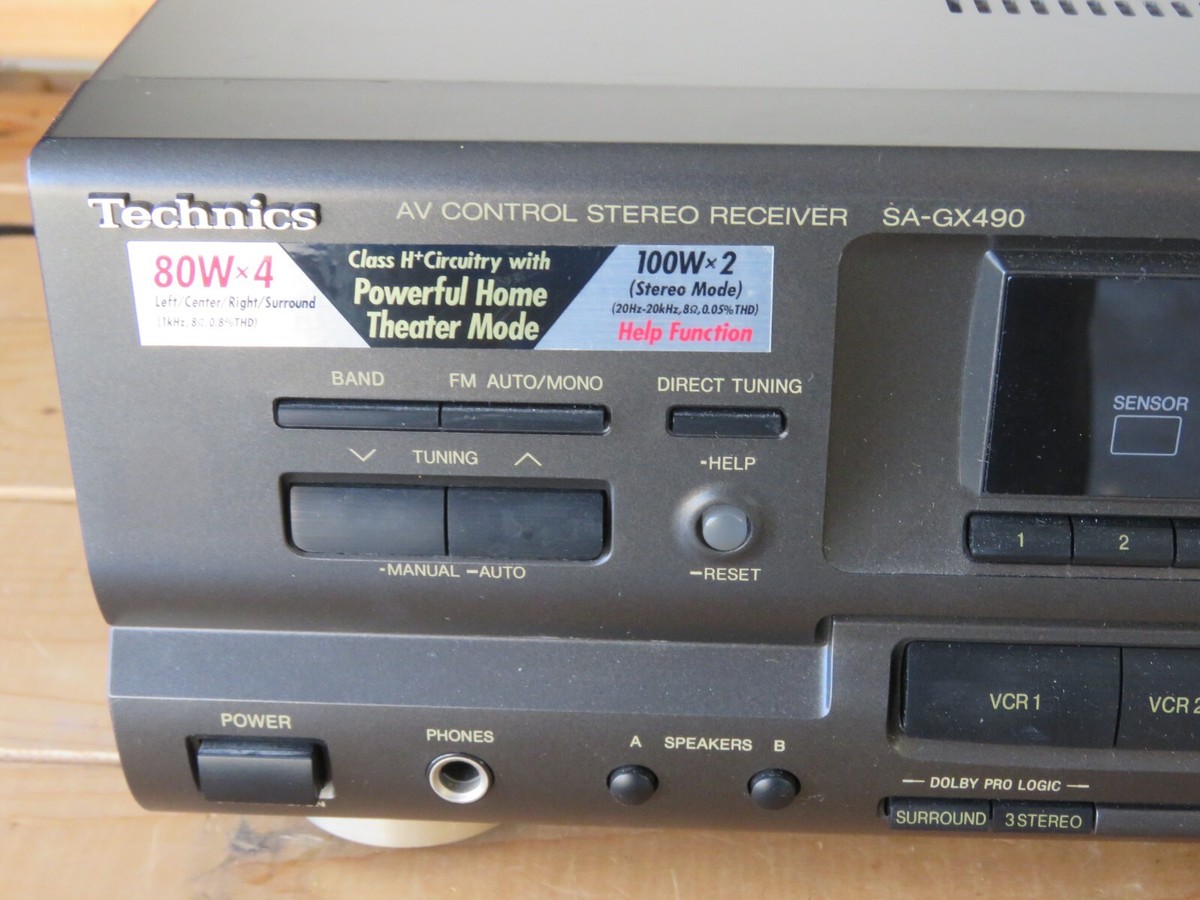 Technics
AV CONTROL STEREO RECEIVER SA-GX490
80W×4
Left/Center/Right/Surround
(1kHz, 8Ω, 0.8%THD)
Class H+Circuitry with
Powerful Home
Theater Mode
100W×2
(Stereo Mode)
(20Hz-20kHz, 8Ω, 0.05%THD)
Help Function
BAND
FM AUTO/MONO
DIRECT TUNING
TUNING
-HELP
-MANUAL —AUTO
—RESET
SENSOR
1
2
VCR 1
VCR 2
POWER
PHONES
A SPEAKERS B
— DOLBY PRO LOGIC —
SURROUND
3 STEREO